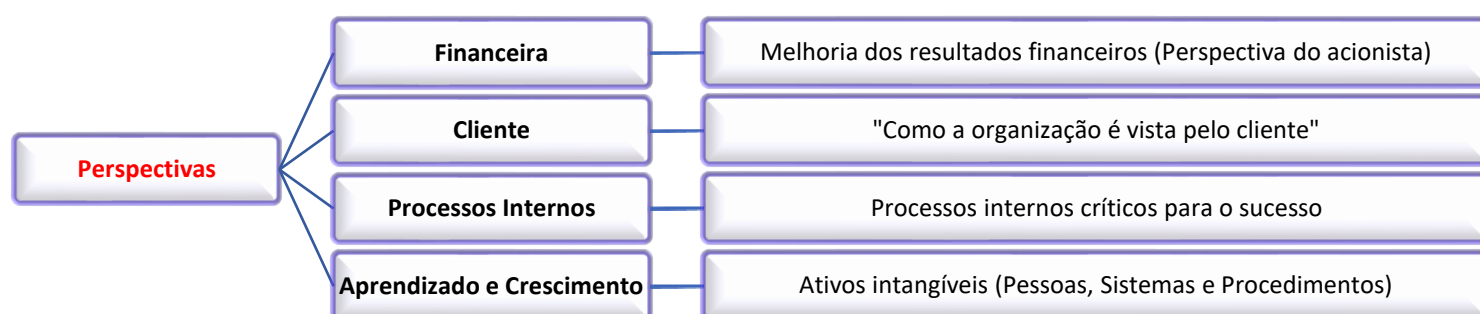 Perspectivas
Financeira
Melhoria dos resultados financeiros (Perspectiva do acionista)
Cliente
"Como a organização é vista pelo cliente"
Processos Internos
Processos internos críticos para o sucesso
Aprendizado e Crescimento
Ativos intangíveis (Pessoas, Sistemas e Procedimentos)